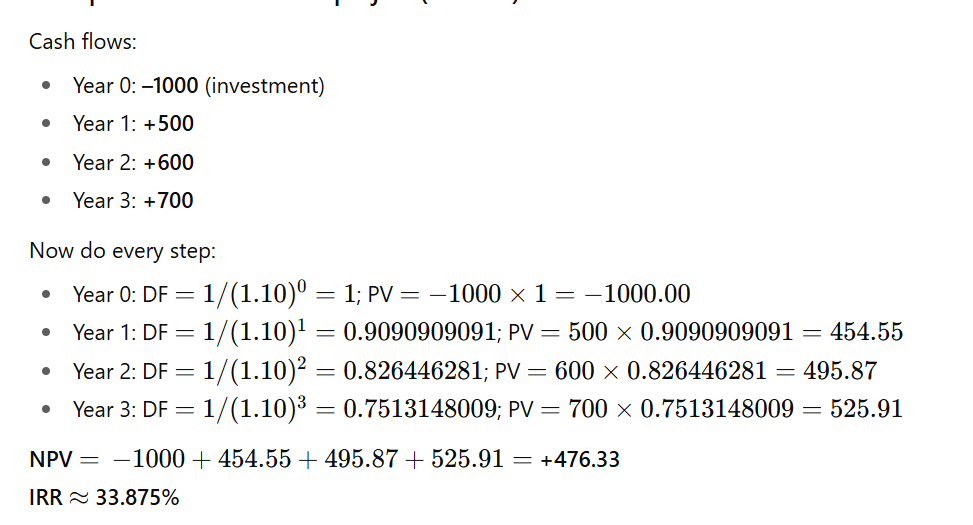 Cash flows:
Year 0: –1000 (investment)
Year 1: +500
Year 2: +600
Year 3: +700
Now do every step:
Year 0: DF = 1/(1.10)^0 = 1; PV = −1000 × 1 = −1000.00
Year 1: DF = 1/(1.10)^1 = 0.9090909091; PV = 500 × 0.9090909091 = 454.55
Year 2: DF = 1/(1.10)^2 = 0.826446281; PV = 600 × 0.826446281 = 495.87
Year 3: DF = 1/(1.10)^3 = 0.7513148009; PV = 700 × 0.7513148009 = 525.91
NPV = −1000 + 454.55 + 495.87 + 525.91 = +476.33
IRR ≈ 33.875%